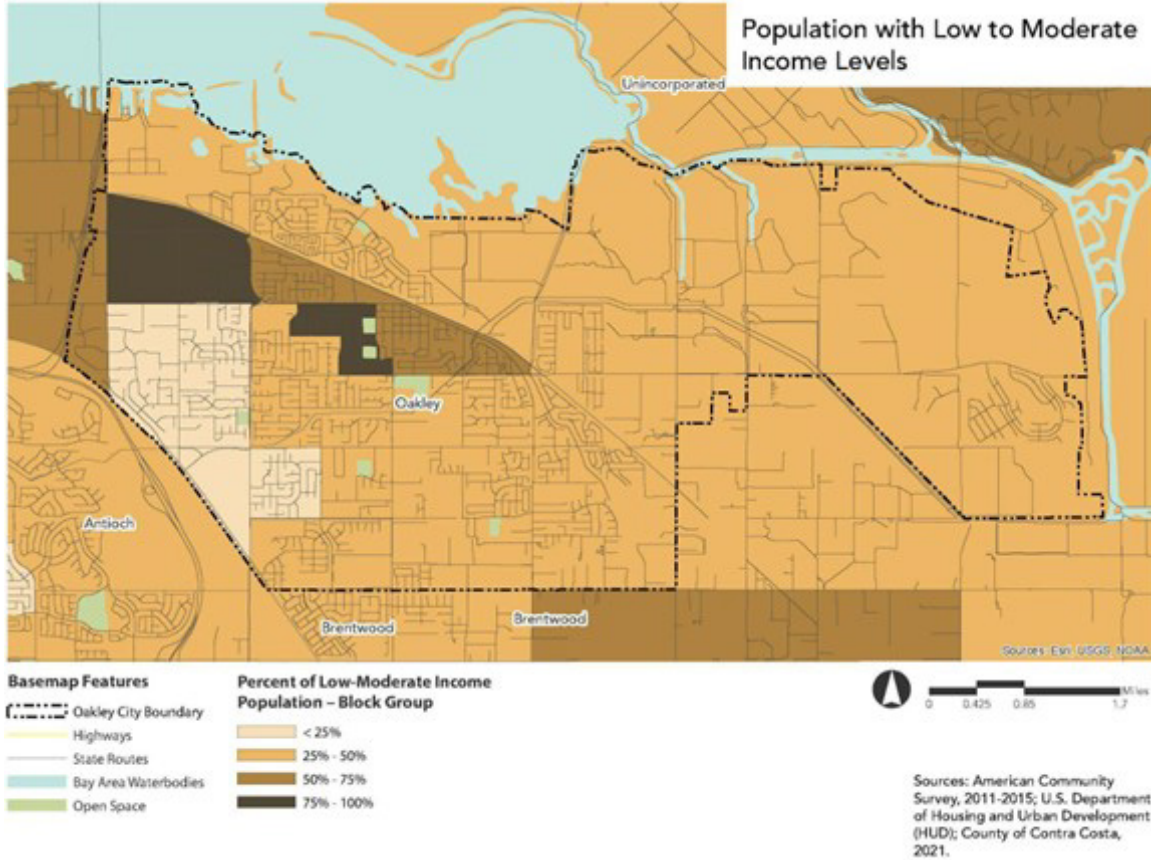 Population with Low to Moderate
Income Levels
Unincorporated
Oakley
Antioch
Brentwood
Brentwood
Sources: Esri, USGS, NOAA
Basemap Features
Oakley City Boundary
Highways
State Routes
Bay Area Waterbodies
Open Space
Percent of Low-Moderate Income
Population – Block Group
< 25%
25% - 50%
50% - 75%
75% - 100%
Miles
0 0.425 0.85 1.7
Sources: American Community
Survey, 2011-2015; U.S. Department
of Housing and Urban Development
(HUD); County of Contra Costa,
2021.